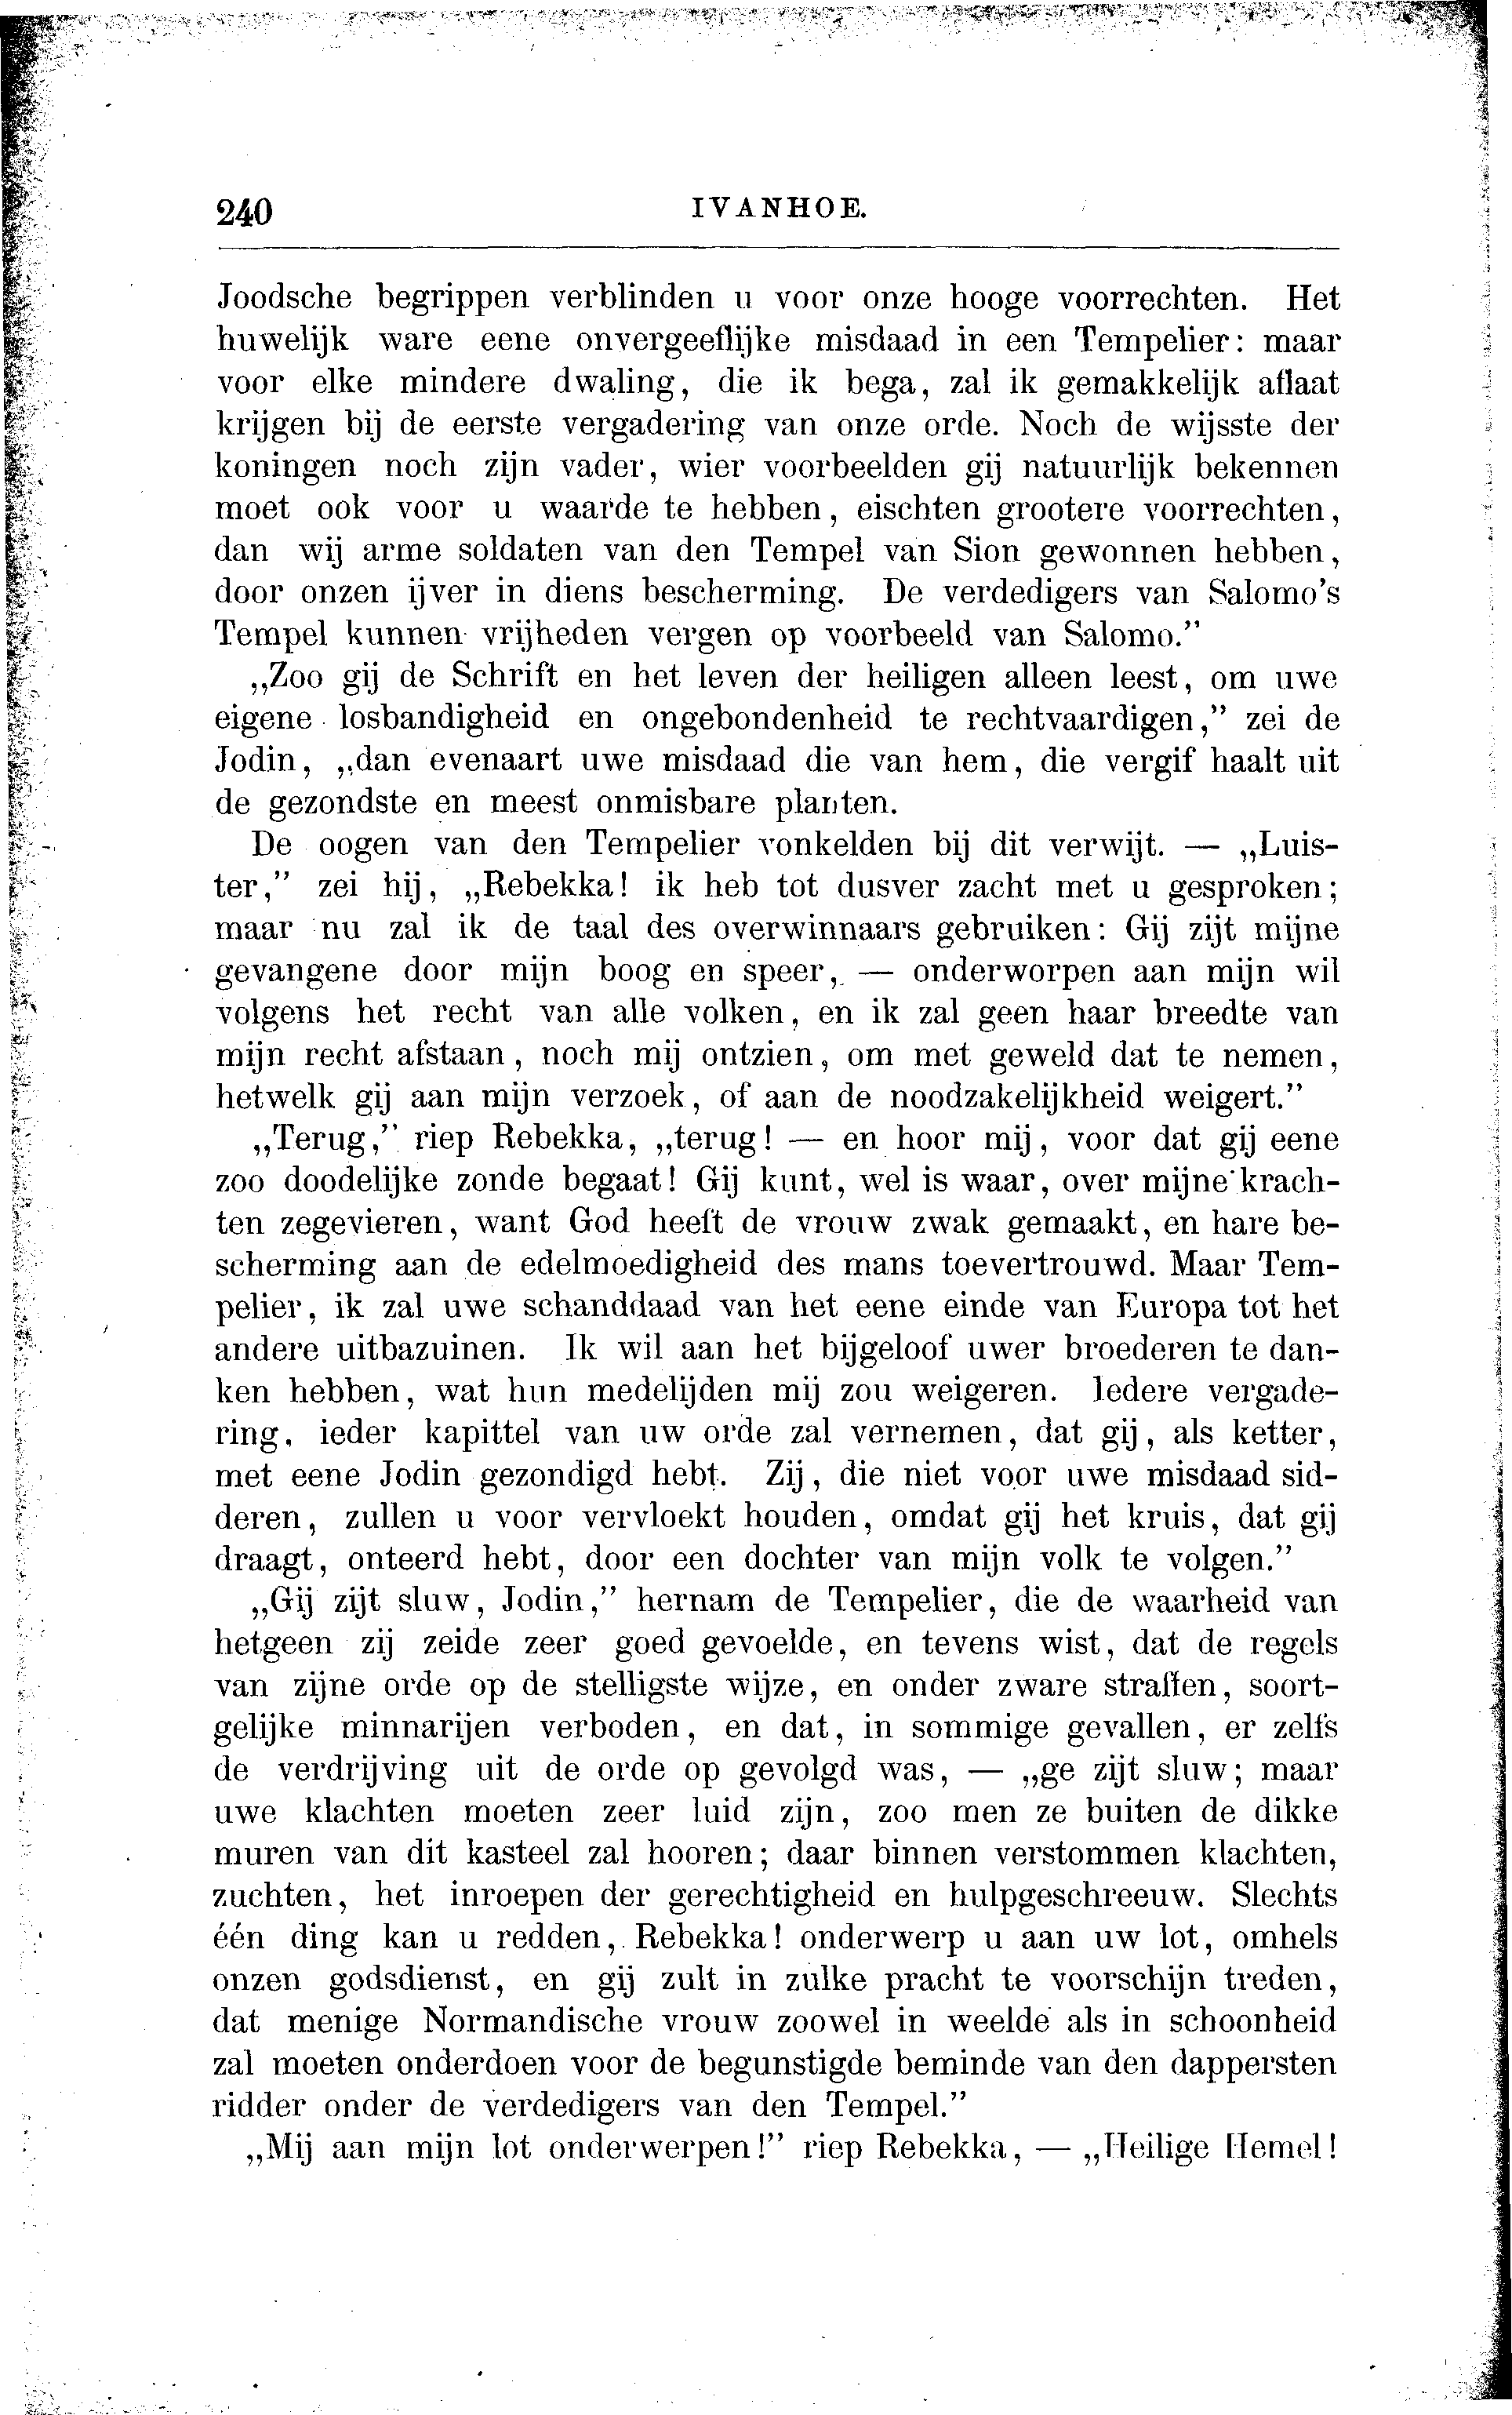 240 IVANHOE.
Joodsche begrippen verblinden u voor onze hooge voorrechten. Het
huwelijk ware eene onvergeeflijke misdaad in een Tempelier: maar
voor elke mindere dwaling, die ik bega, zal ik gemakkelijk aflaat
krijgen bij de eerste vergadering van onze orde. Noch de wijsste der
koningen noch zijn vader, wier voorbeelden gij natuurlijk bekennen
moet ook voor u waarde te hebben, eischten grootere voorrechten,
dan wij arme soldaten van den Tempel van Sion gewonnen hebben,
door onzen ijver in diens bescherming. De verdedigers van Salomo's
Tempel kunnen vrijheden vergen op voorbeeld van Salomo.”
„Zoo gij de Schrift en het leven der heiligen alleen leest, om uwe
eigene losbandigheid en ongebondenheid te rechtvaardigen,” zei de
Jodin, „dan evenaart uwe misdaad die van hem, die vergif haalt uit
de gezondste en meest onmisbare planten.
De oogen van den Tempelier vonkelden bij dit verwijt. — „Luis-
ter,” zei hij, „Rebekka! ik heb tot dusver zacht met u gesproken;
maar nu zal ik de taal des overwinnaars gebruiken: Gij zijt mijne
gevangene door mijn boog en speer, — onderworpen aan mijn wil
volgens het recht van alle volken, en ik zal geen haar breedte van
mijn recht afstaan, noch mij ontzien, om met geweld dat te nemen,
hetwelk gij aan mijn verzoek, of aan de noodzakelijkheid weigert.”
„Terug,” riep Rebekka, „terug! — en hoor mij, voor dat gij eene
zoo doodelijke zonde begaat! Gij kunt, wel is waar, over mijne krach-
ten zegevieren, want God heeft de vrouw zwak gemaakt, en hare be-
scherming aan de edelmoedigheid des mans toevertrouwd. Maar Tem-
pelier, ik zal uwe schanddaad van het eene einde van Europa tot het
andere uitbazuinen. Ik wil aan het bijgeloof uwer broederen te dan-
ken hebben, wat hun medelijden mij zou weigeren. Iedere vergade-
ring, ieder kapittel van uw orde zal vernemen, dat gij, als ketter,
met eene Jodin gezondigd hebt. Zij, die niet voor uwe misdaad sid-
deren, zullen u voor vervloekt houden, omdat gij het kruis, dat gij
draagt, onteerd hebt, door een dochter van mijn volk te volgen.”
„Gij zijt sluw, Jodin,” hernam de Tempelier, die de waarheid van
hetgeen zij zeide zeer goed gevoelde, en tevens wist, dat de regels
van zijne orde op de stelligste wijze, en onder zware straffen, soort-
gelijke minnarijen verboden, en dat, in sommige gevallen, er zelfs
de verdrijving uit de orde op gevolgd was, — „ge zijt sluw; maar
uwe klachten moeten zeer luid zijn, zoo men ze buiten de dikke
muren van dit kasteel zal hooren; daar binnen verstommen klachten,
zuchten, het inroepen der gerechtigheid en hulpgeschreeuw. Slechts
één ding kan u redden, Rebekka! onderwerp u aan uw lot, omhels
onzen godsdienst, en gij zult in zulke pracht te voorschijn treden,
dat menige Normandische vrouw zoowel in weelde als in schoonheid
zal moeten onderdoen voor de begunstigde beminde van den dappersten
ridder onder de verdedigers van den Tempel.”
„Mij aan mijn lot onderwerpen!” riep Rebekka, — „Heilige Hemel!